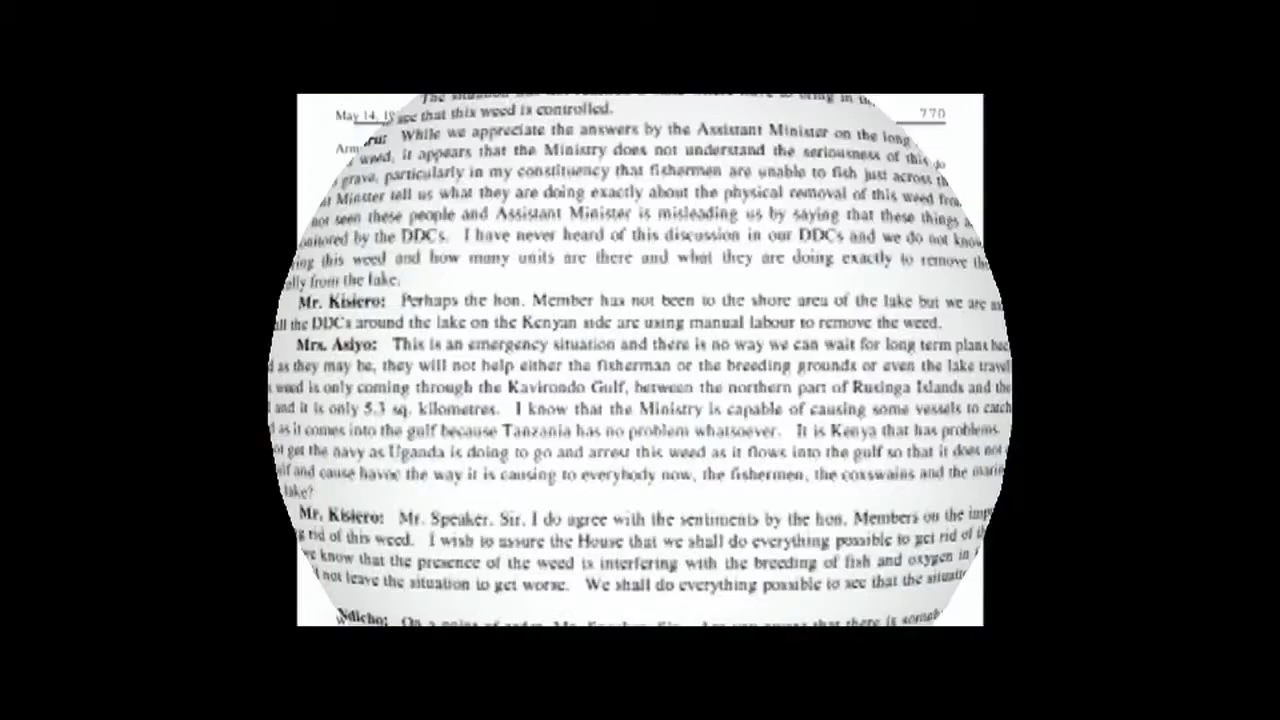 May 14, 770
see that this weed is controlled.
While we appreciate the answers by the Assistant Minister on the long
weed, it appears that the Ministry does not understand the seriousness of this
grave, particularly in my constituency that fishermen are unable to fish just across
Minister tell us what they are doing exactly about the physical removal of this weed
not seen these people and Assistant Minister is misleading us by saying that these things
by the DDCs. I have never heard of this discussion in our DDCs and we do not know
this weed and how many units are there and what they are doing exactly to remove
from the lake.
Mr. Kisiero: Perhaps the hon. Member has not been to the shore area of the lake but we are
the DDCs around the lake on the Kenyan side are using manual labour to remove the weed.
Mrs. Asiyo: This is an emergency situation and there is no way we can wait for long term plans
as they may be, they will not help either the fisherman or the breeding grounds or even the lake
weed is only coming through the Kavirondo Gulf, between the northern part of Rusinga Islands and the
and it is only 5.3 sq. kilometres. I know that the Ministry is capable of causing some vessels to catch
as it comes into the gulf because Tanzania has no problem whatsoever. It is Kenya that has problems.
get the navy as Uganda is doing to go and arrest this weed as it flows into the gulf so that it does not
and cause havoc the way it is causing to everybody now, the fishermen, the coxswains and the
lake?
Mr. Kisiero: Mr. Speaker, Sir, I do agree with the sentiments by the hon. Members on the
rid of this weed. I wish to assure the House that we shall do everything possible to get rid of
know that the presence of the weed is interfering with the breeding of fish and oxygen in
not leave the situation to get worse. We shall do everything possible to see that the
Ndicho: On a point of order, Mr. Speaker, Sir. that there is